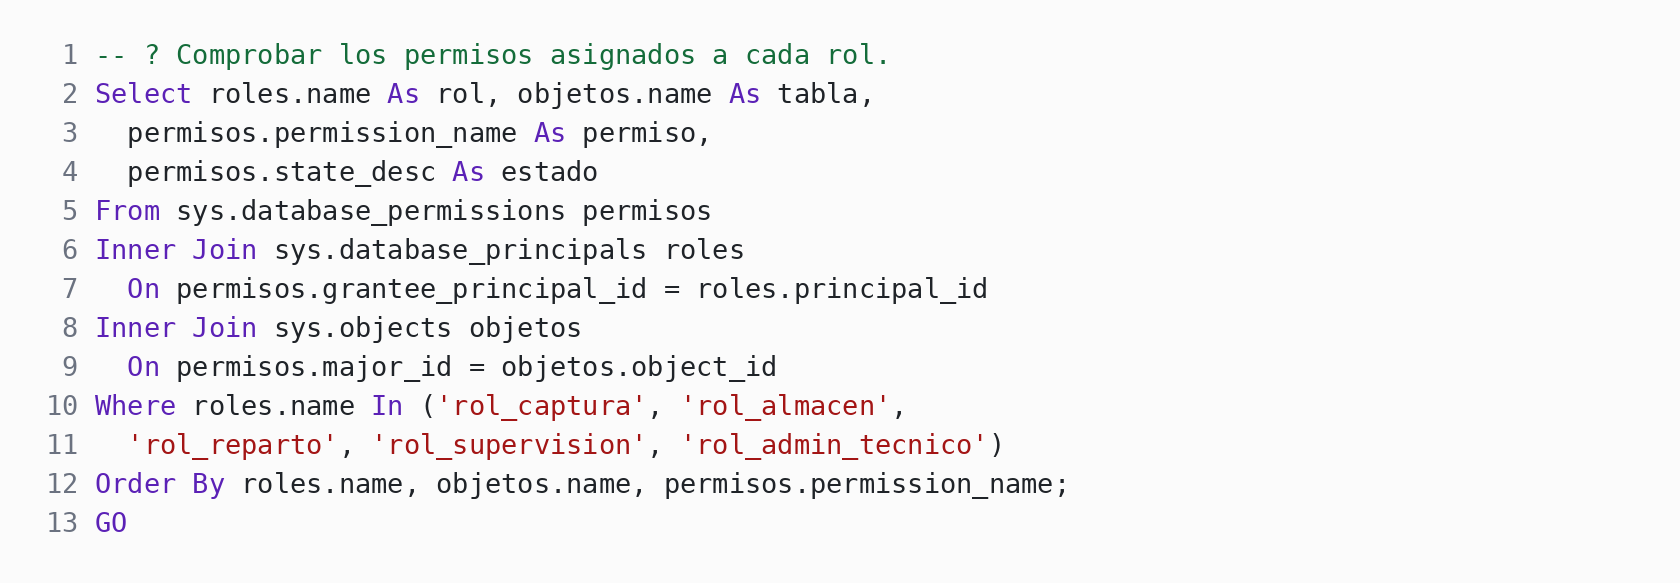 1 -- ? Comprobar los permisos asignados a cada rol.
2 Select roles.name As rol, objetos.name As tabla,
3   permisos.permission_name As permiso,
4   permisos.state_desc As estado
5 From sys.database_permissions permisos
6 Inner Join sys.database_principals roles
7   On permisos.grantee_principal_id = roles.principal_id
8 Inner Join sys.objects objetos
9   On permisos.major_id = objetos.object_id
10 Where roles.name In ('rol_captura', 'rol_almacen',
11   'rol_reparto', 'rol_supervision', 'rol_admin_tecnico')
12 Order By roles.name, objetos.name, permisos.permission_name;
13 GO